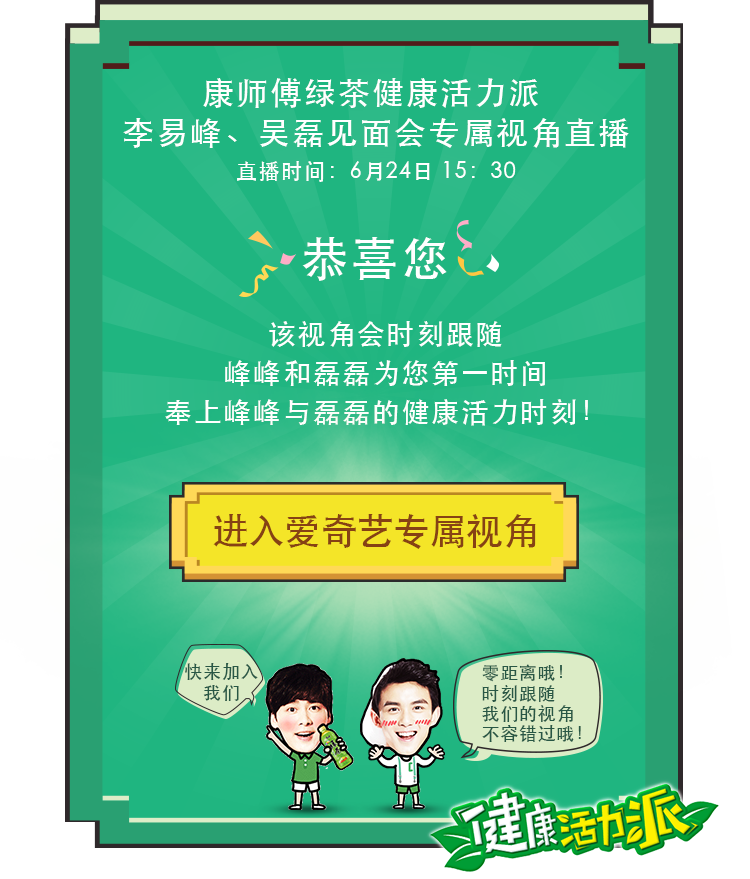 康师傅绿茶健康活力派
李易峰、吴磊见面会专属视角直播
直播时间：6月24日 15：30
恭喜您
该视角会时刻跟随
峰峰和磊磊为您第一时间
奉上峰峰与磊磊的健康活力时刻！
进入爱奇艺专属视角
快来加入
我们
零距离哦！
时刻跟随
我们的视角
不容错过哦！
健康活力派